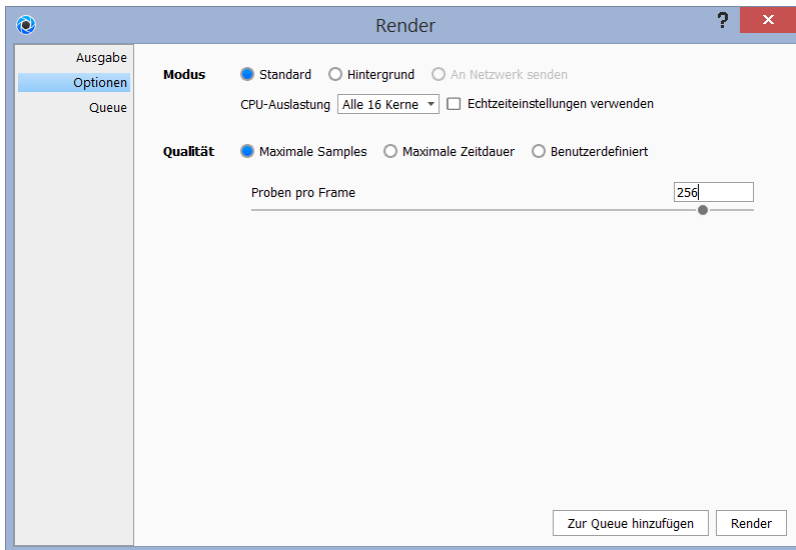 Render
Ausgabe
Optionen
Queue
Modus Standard Hintergrund An Netzwerk senden
CPU-Auslastung Alle 16 Kerne Echtzeiteinstellungen verwenden
Qualität Maximale Samples Maximale Zeitdauer Benutzerdefiniert
Proben pro Frame 256
Zur Queue hinzufügen Render